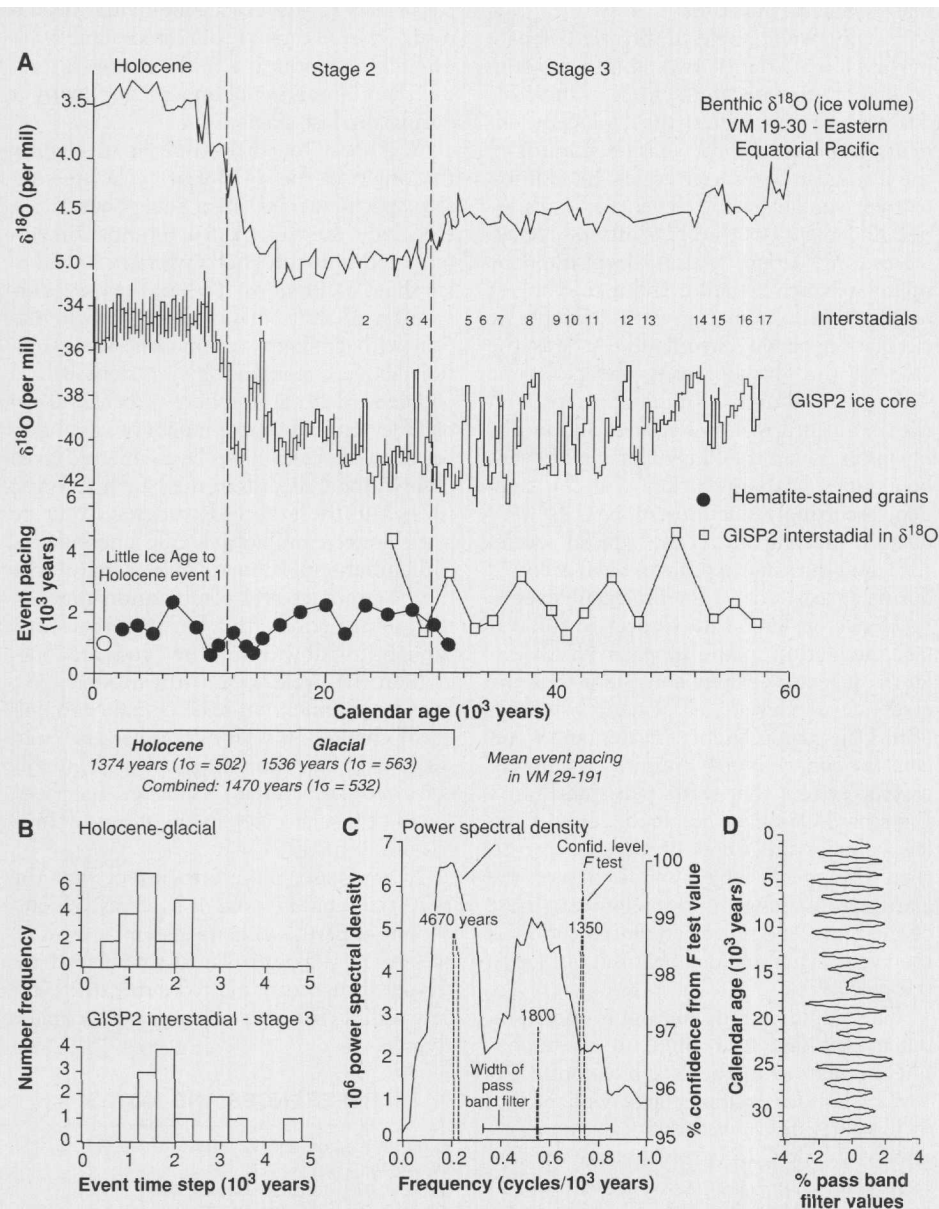 A
Holocene
Stage 2
Stage 3
Benthic δ¹⁸O (ice volume)
VM 19-30 - Eastern
Equatorial Pacific
δ¹⁸O (per mil)
3.5
4.0
4.5
5.0
Interstadials
1 2 3 4 5 6 7 8 9 10 11 12 13 14 15 16 17
GISP2 ice core
δ¹⁸O (per mil)
-34
-36
-38
-40
-42
Hematite-stained grains
GISP2 interstadial in δ¹⁸O
Event pacing
(10³ years)
6
4
2
0
Little Ice Age to
Holocene event 1
0 20 40 60
Calendar age (10³ years)
Holocene Glacial
1374 years (1σ = 502) 1536 years (1σ = 563)
Combined: 1470 years (1σ = 532)
Mean event pacing
in VM 29-191
B
Holocene-glacial
6
4
2
0
0 1 2 3 4 5
Number frequency
GISP2 interstadial - stage 3
4
3
2
1
0
0 1 2 3 4 5
Event time step (10³ years)
C
Power spectral density
Confid. level,
F test
4670 years
1350
1800
Width of
pass
band filter
10⁶ power spectral density
7
6
5
4
3
2
1
0
% confidence from F test value
100
99
98
97
96
95
0.0 0.2 0.4 0.6 0.8 1.0
Frequency (cycles/10³ years)
D
Calendar age (10³ years)
0
5
10
15
20
25
30
-4 -2 0 2 4
% pass band
filter values